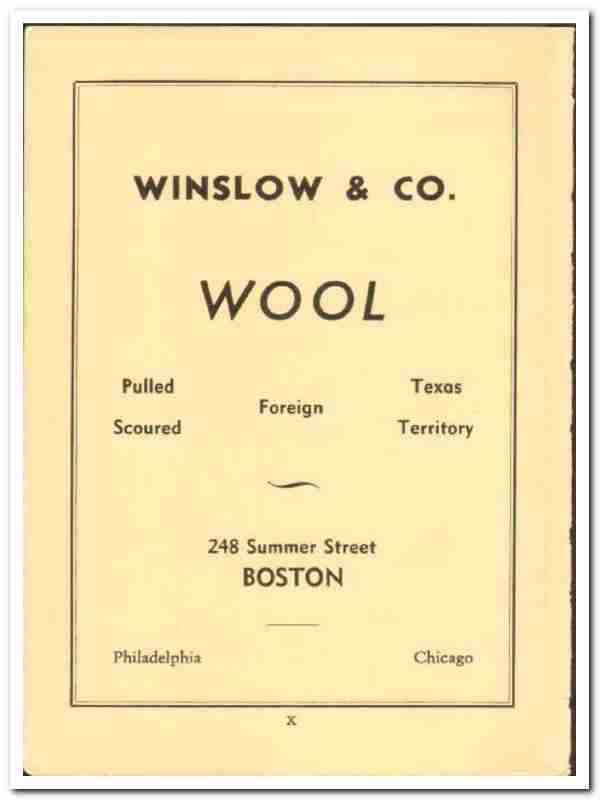 WINSLOW & CO.
WOOL
Pulled
Scoured
Foreign
Texas
Territory
248 Summer Street
BOSTON
Philadelphia Chicago
X